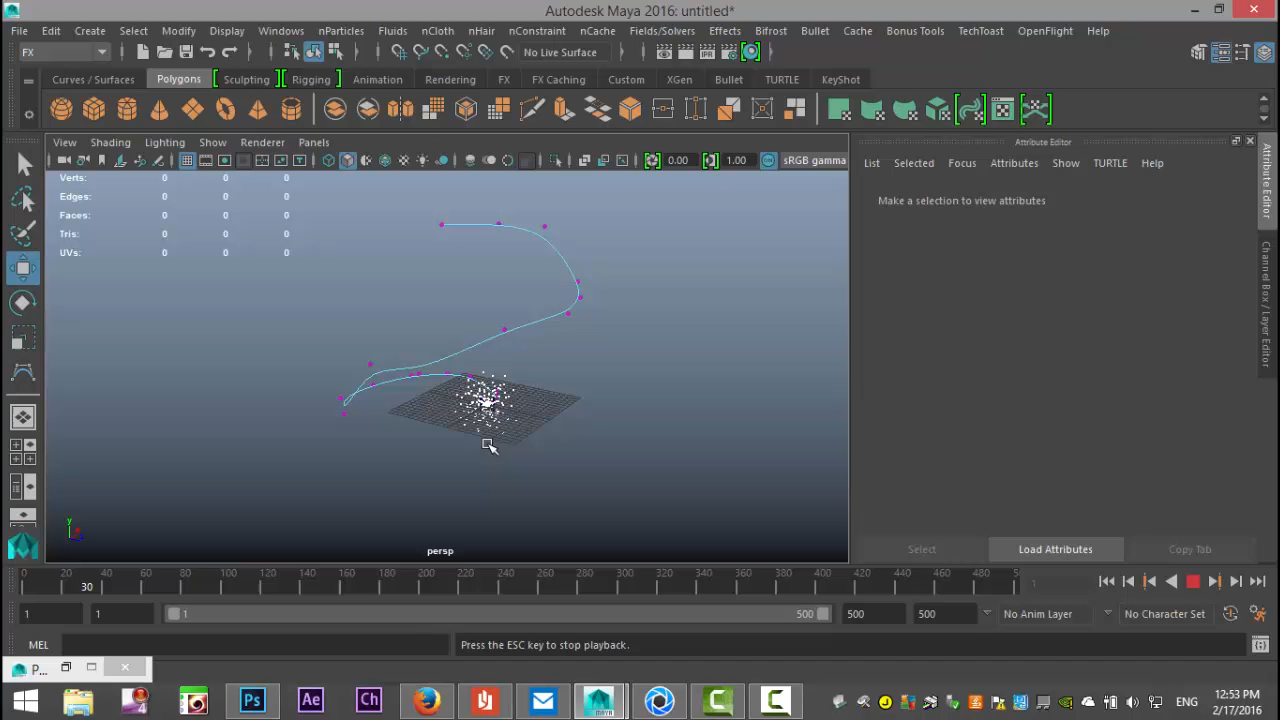 Autodesk Maya 2016: untitled*
File Edit Create Select Modify Display Windows nParticles Fluids nCloth nHair nConstraint nCache Fields/Solvers Effects Bifrost Bullet Cache Bonus Tools TechToast OpenFlight Help
FX No Live Surface
Curves / Surfaces Polygons Sculpting Rigging Animation Rendering FX FX Caching Custom XGen Bullet TURTLE KeyShot
View Shading Lighting Show Renderer Panels
0.00 1.00 sRGB gamma
Attribute Editor
List Selected Focus Attributes Show TURTLE Help
Make a selection to view attributes
Verts: 0 0 0
Edges: 0 0 0
Faces: 0 0 0
Tris: 0 0 0
UVs: 0 0 0
Attribute Editor
Channel Box / Layer Editor
y
persp
Select Load Attributes Copy Tab
0 20 40 60 80 100 120 140 160 180 200 220 240 260 280 300 320 340 360 380 400 420 440 460 480 5
30
1
1 1 1 500 500 500 No Anim Layer No Character Set
MEL Press the ESC key to stop playback.
P...
Ps Ae Ch MAYA C C ENG 12:53 PM
2/17/2016